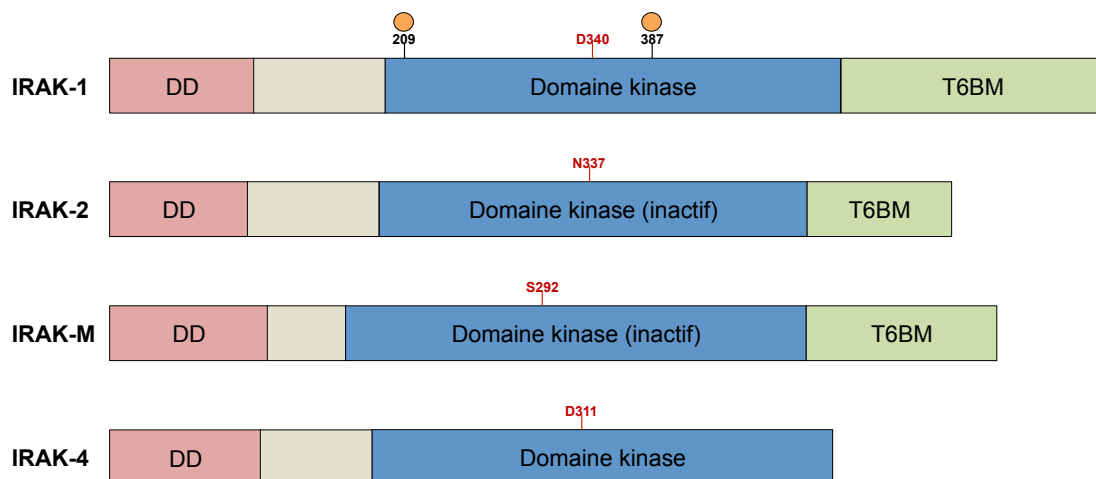 209 D340 387
IRAK-1 DD Domaine kinase T6BM
N337
IRAK-2 DD Domaine kinase (inactif) T6BM
S292
IRAK-M DD Domaine kinase (inactif) T6BM
D311
IRAK-4 DD Domaine kinase